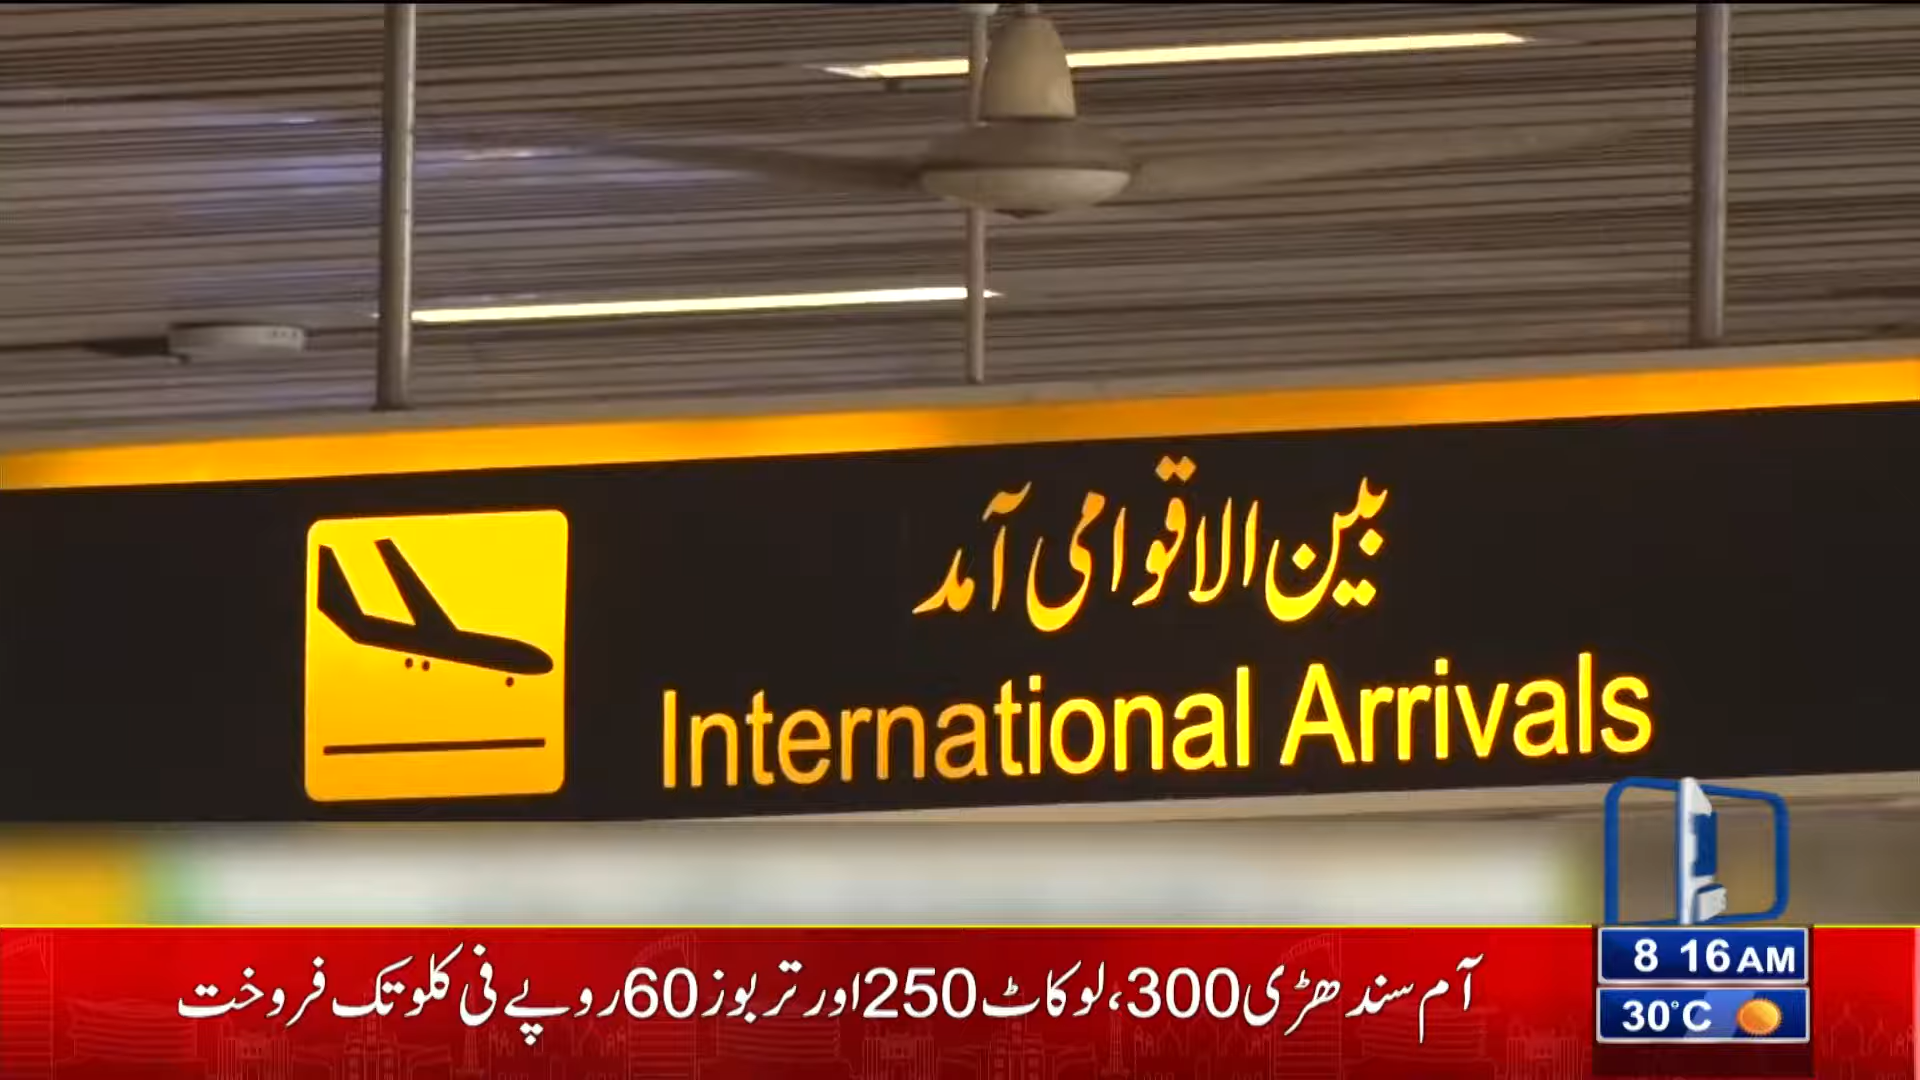 بین الاقوامی آمد
International Arrivals
آم سندھڑی 300، لوکاٹ 250 اور تربوز 60 روپے فی کلو تک فروخت
8 16 AM
30°C